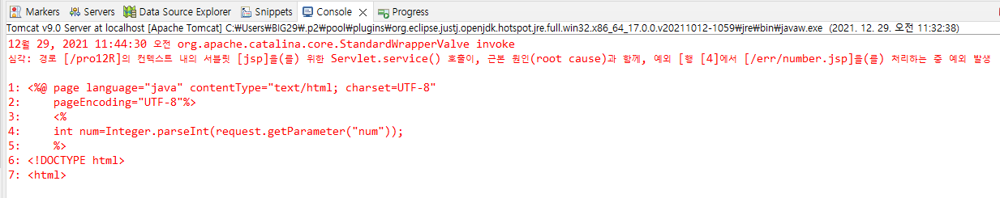 Markers Servers Data Source Explorer Snippets Console Progress
Tomcat v9.0 Server at localhost [Apache Tomcat] C:₩Users₩BIG29₩.p2₩pool₩plugins₩org.eclipse.justj.openjdk.hotspot.jre.full.win32.x86_64_17.0.0.v20211012-1059₩jre₩bin₩javaw.exe (2021. 12. 29. 오전 11:32:38)
12월 29, 2021 11:44:30 오전 org.apache.catalina.core.StandardWrapperValve invoke
심각: 경로 [/pro12R]의 컨텍스트 내의 서블릿 [jsp]을(를) 위한 Servlet.service() 호출이, 근본 원인(root cause)과 함께, 예외 [행 [4]에서 [/err/number.jsp]을(를) 처리하는 중 예외 발생
1: <%@ page language="java" contentType="text/html; charset=UTF-8"
2: pageEncoding="UTF-8"%>
3: <%
4: int num=Integer.parseInt(request.getParameter("num"));
5: %>
6: <!DOCTYPE html>
7: <html>